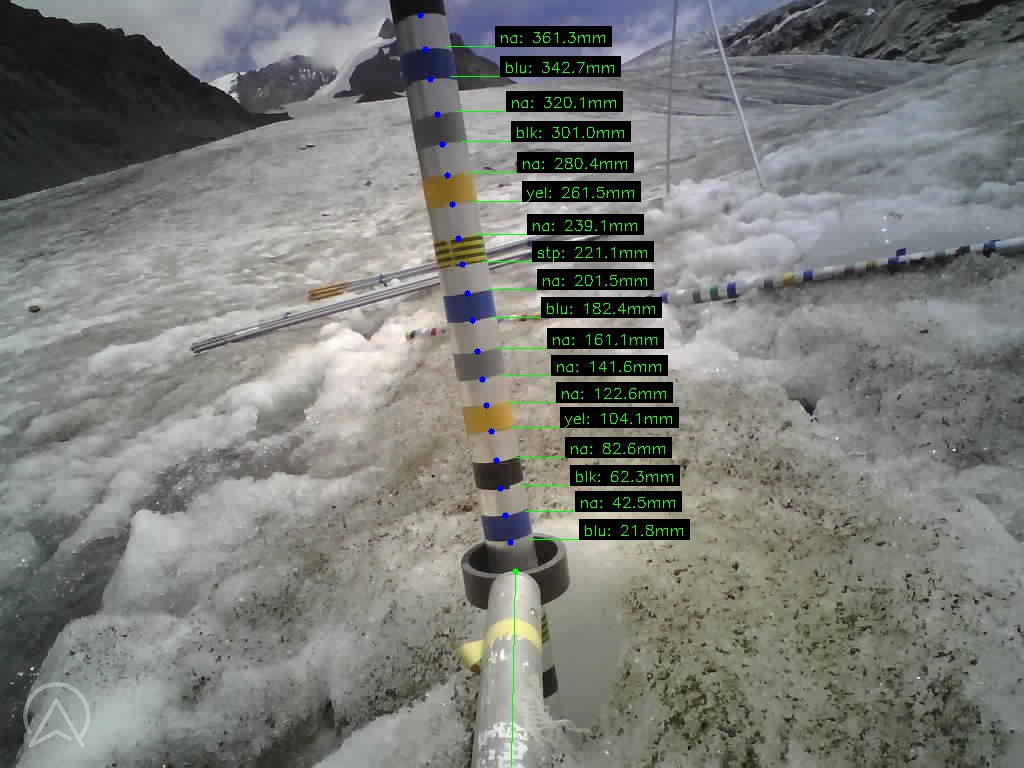 na: 361.3mm
blu: 342.7mm
na: 320.1mm
blk: 301.0mm
na: 280.4mm
yel: 261.5mm
na: 239.1mm
stp: 221.1mm
na: 201.5mm
blu: 182.4mm
na: 161.1mm
na: 141.6mm
na: 122.6mm
yel: 104.1mm
na: 82.6mm
blk: 62.3mm
na: 42.5mm
blu: 21.8mm